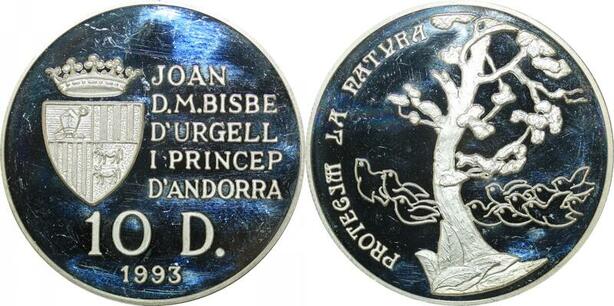 JOAN
D.M.BISBE
D'URGELL
I PRINCEP
D'ANDORRA
10 D.
1993
PROTEGIM LA NATURA